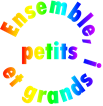 Ensemble,
petits
et grands !